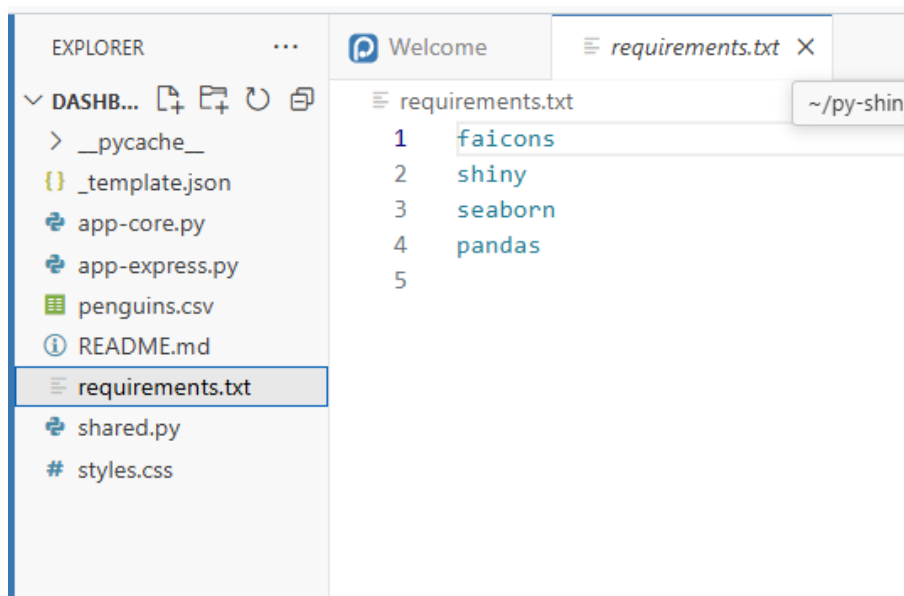 EXPLORER ...
DASHB...
__pycache__
{} _template.json
app-core.py
app-express.py
penguins.csv
README.md
requirements.txt
shared.py
# styles.css
Welcome
requirements.txt
requirements.txt
~/py-shin
1 faicons
2 shiny
3 seaborn
4 pandas
5